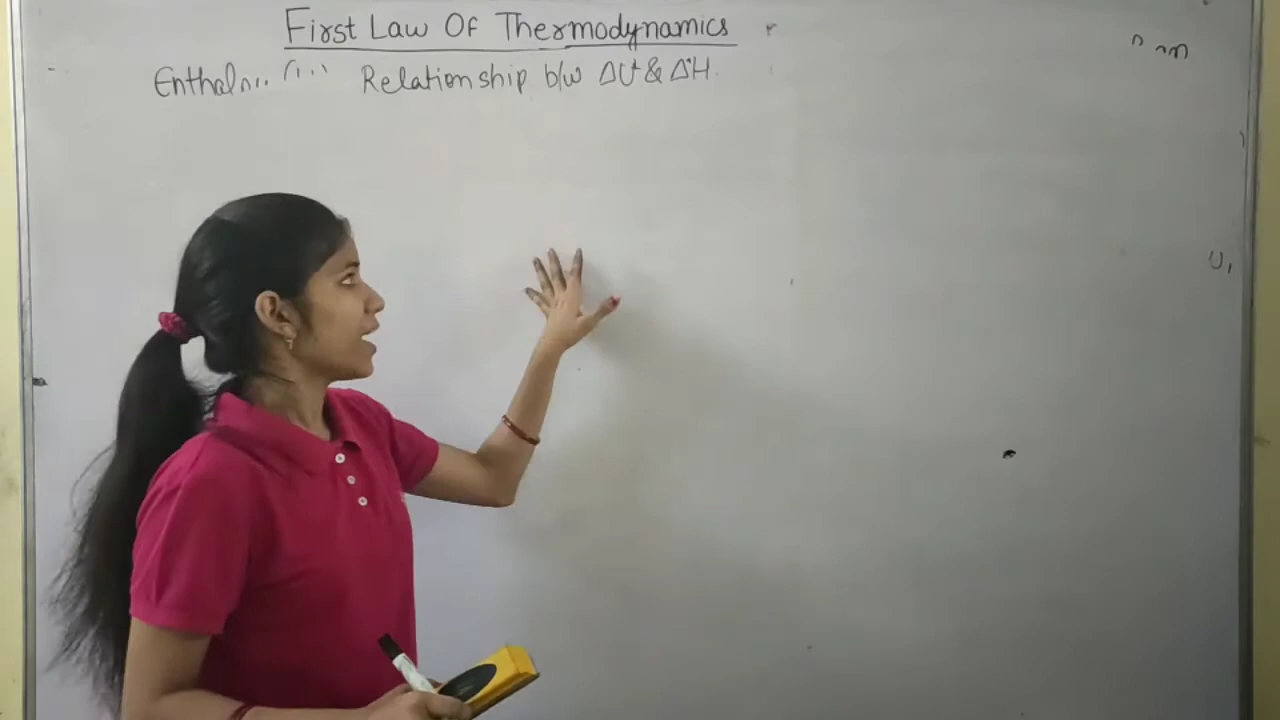 First Law Of Thermodynamics
Relationship b/w ΔU & ΔH
U,